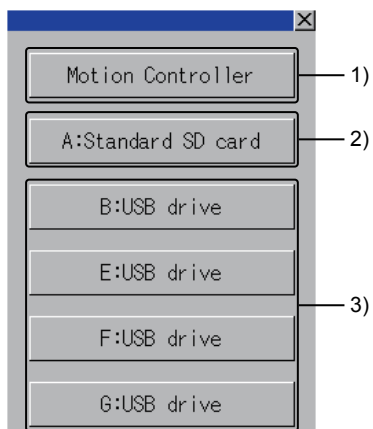 Motion Controller
1)
A:Standard SD card
2)
B:USB drive
E:USB drive
3)
F:USB drive
G:USB drive